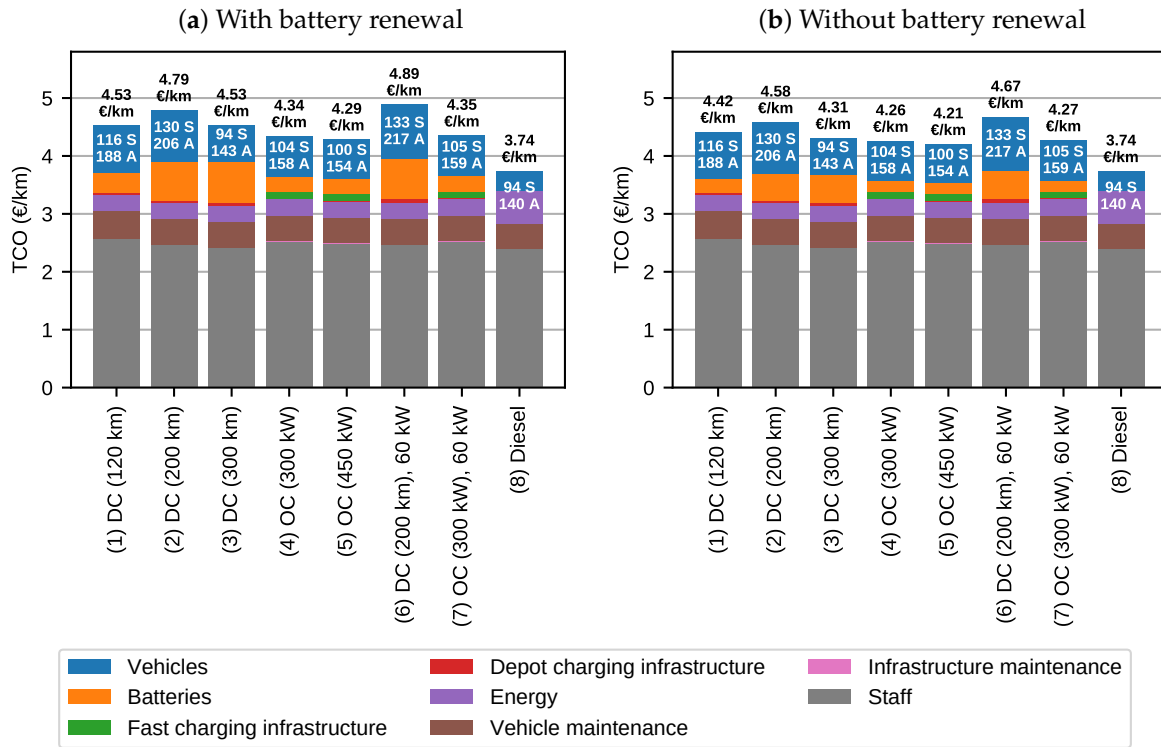 (a) With battery renewal
(b) Without battery renewal
TCO (€/km)
5
4
3
2
1
0
4.53
€/km
116 S
188 A
4.79
€/km
130 S
206 A
4.53
€/km
94 S
143 A
4.34
€/km
104 S
158 A
4.29
€/km
100 S
154 A
4.89
€/km
133 S
217 A
4.35
€/km
105 S
159 A
3.74
€/km
94 S
140 A
(1) DC (120 km)
(2) DC (200 km)
(3) DC (300 km)
(4) OC (300 kW)
(5) OC (450 kW)
(6) DC (200 km), 60 kW
(7) OC (300 kW), 60 kW
(8) Diesel
TCO (€/km)
5
4
3
2
1
0
4.42
€/km
116 S
188 A
4.58
€/km
130 S
206 A
4.31
€/km
94 S
143 A
4.26
€/km
104 S
158 A
4.21
€/km
100 S
154 A
4.67
€/km
133 S
217 A
4.27
€/km
105 S
159 A
3.74
€/km
94 S
140 A
(1) DC (120 km)
(2) DC (200 km)
(3) DC (300 km)
(4) OC (300 kW)
(5) OC (450 kW)
(6) DC (200 km), 60 kW
(7) OC (300 kW), 60 kW
(8) Diesel
Vehicles
Batteries
Fast charging infrastructure
Depot charging infrastructure
Energy
Vehicle maintenance
Infrastructure maintenance
Staff